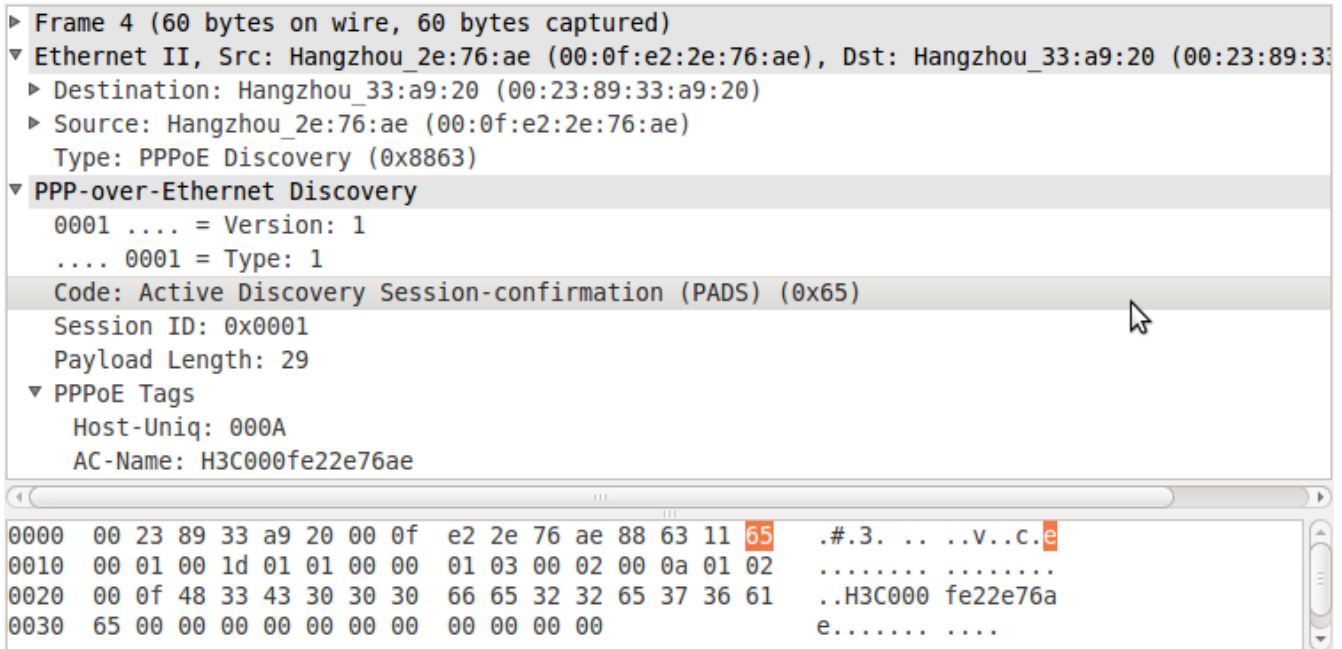 Frame 4 (60 bytes on wire, 60 bytes captured)
Ethernet II, Src: Hangzhou_2e:76:ae (00:0f:e2:2e:76:ae), Dst: Hangzhou_33:a9:20 (00:23:89:33
Destination: Hangzhou_33:a9:20 (00:23:89:33:a9:20)
Source: Hangzhou_2e:76:ae (00:0f:e2:2e:76:ae)
Type: PPPoE Discovery (0x8863)
PPP-over-Ethernet Discovery
0001 .... = Version: 1
.... 0001 = Type: 1
Code: Active Discovery Session-confirmation (PADS) (0x65)
Session ID: 0x0001
Payload Length: 29
PPPoE Tags
Host-Uniq: 000A
AC-Name: H3C000fe22e76ae
0000 00 23 89 33 a9 20 00 0f e2 2e 76 ae 88 63 11 65 .#.3. .. ..v..c.e
0010 00 01 00 1d 01 01 00 00 01 03 00 02 00 0a 01 02 ........ ........
0020 00 0f 48 33 43 30 30 30 66 65 32 32 65 37 36 61 ..H3C000 fe22e76a
0030 65 00 00 00 00 00 00 00 00 00 00 00 e....... ....